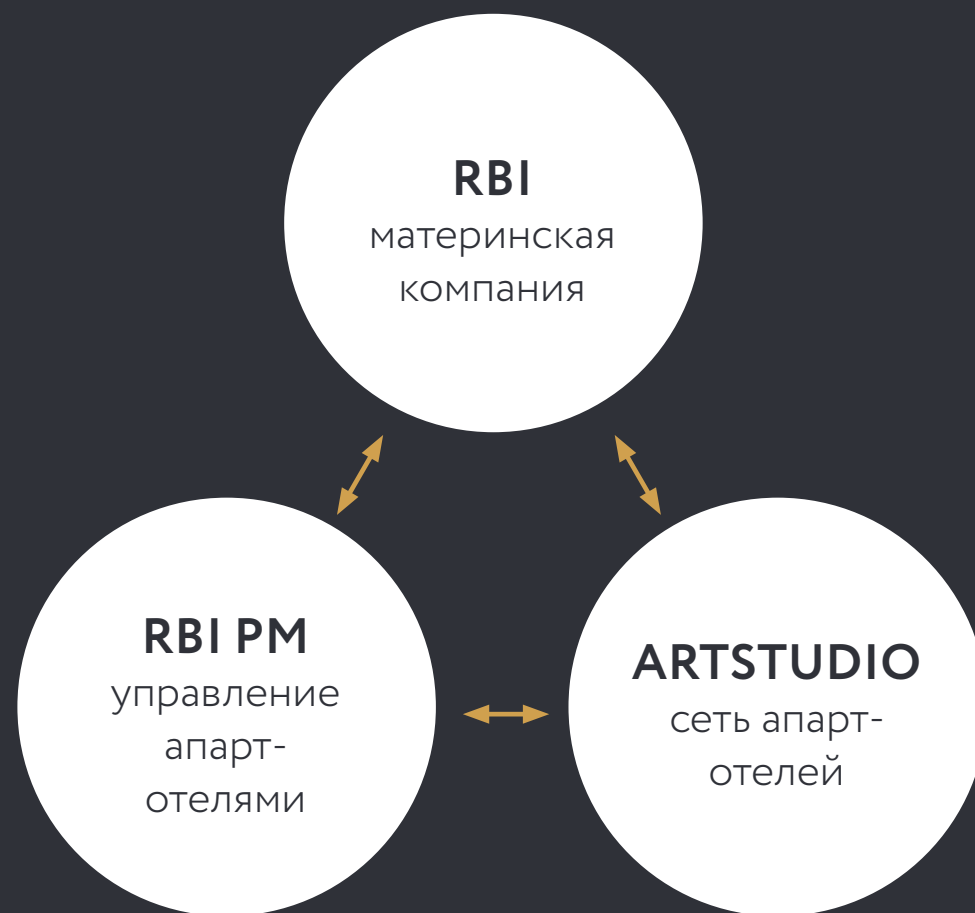 RBI
материнская
компания
RBI PM
управление
апарт-
отелями
ARTSTUDIO
сеть апарт-
отелей